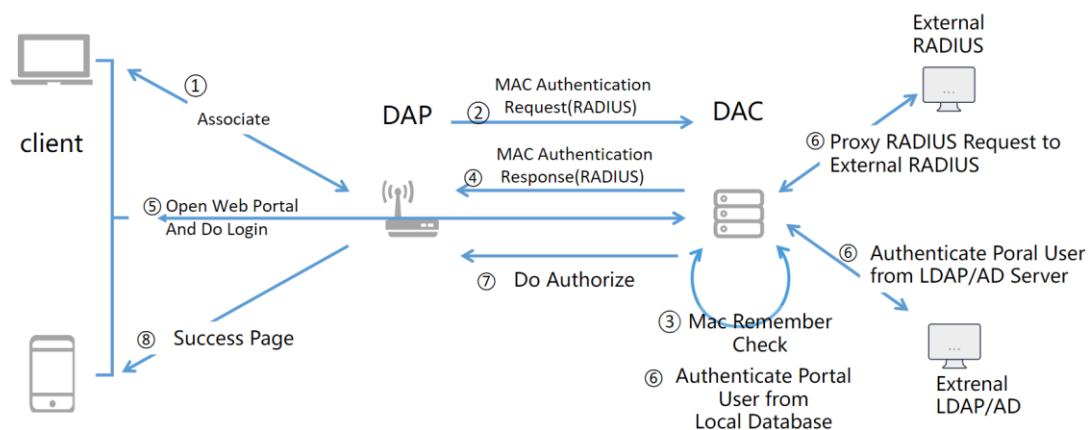 External
RADIUS
...
①
MAC Authentication
Request(RADIUS)
②
DAP
DAC
Associate
client
⑥ Proxy RADIUS Request to
External RADIUS
MAC Authentication
Response(RADIUS)
④
⑤ Open Web Portal
And Do Login
⑥ Authenticate Poral User
from LDAP/AD Server
⑦ Do Authorize
③ Mac Remember
Check
⑧ Success Page
...
⑥ Authenticate Portal
User from
Local Database
Extrenal
LDAP/AD